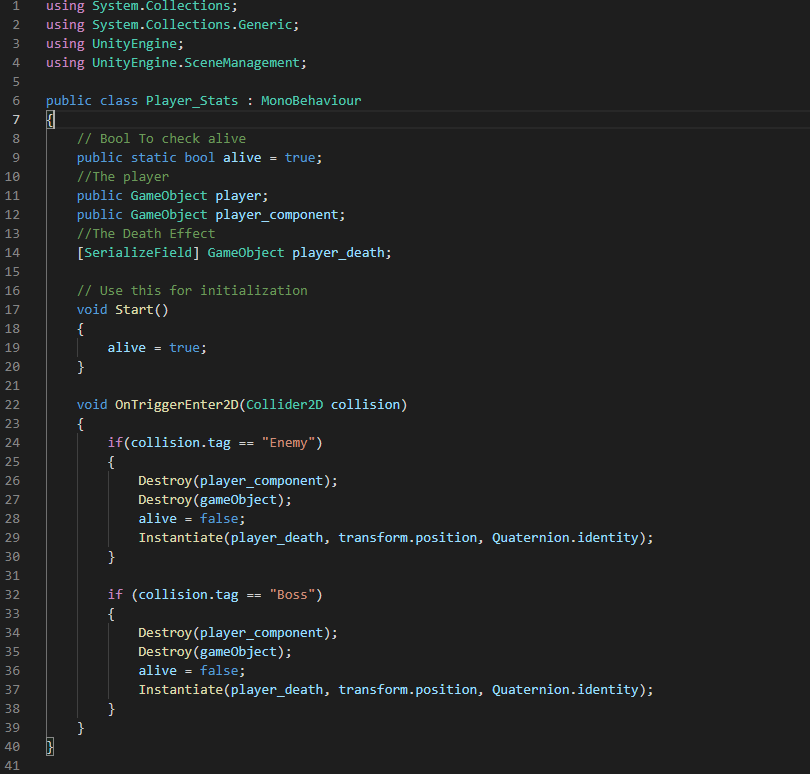 1 using System.Collections;
2 using System.Collections.Generic;
3 using UnityEngine;
4 using UnityEngine.SceneManagement;
5
6 public class Player_Stats : MonoBehaviour
7 {
8     // Bool To check alive
9     public static bool alive = true;
10     //The player
11     public GameObject player;
12     public GameObject player_component;
13     //The Death Effect
14     [SerializeField] GameObject player_death;
15
16     // Use this for initialization
17     void Start()
18     {
19         alive = true;
20     }
21
22     void OnTriggerEnter2D(Collider2D collision)
23     {
24         if(collision.tag == "Enemy")
25         {
26             Destroy(player_component);
27             Destroy(gameObject);
28             alive = false;
29             Instantiate(player_death, transform.position, Quaternion.identity);
30         }
31
32         if (collision.tag == "Boss")
33         {
34             Destroy(player_component);
35             Destroy(gameObject);
36             alive = false;
37             Instantiate(player_death, transform.position, Quaternion.identity);
38         }
39     }
40 }
41